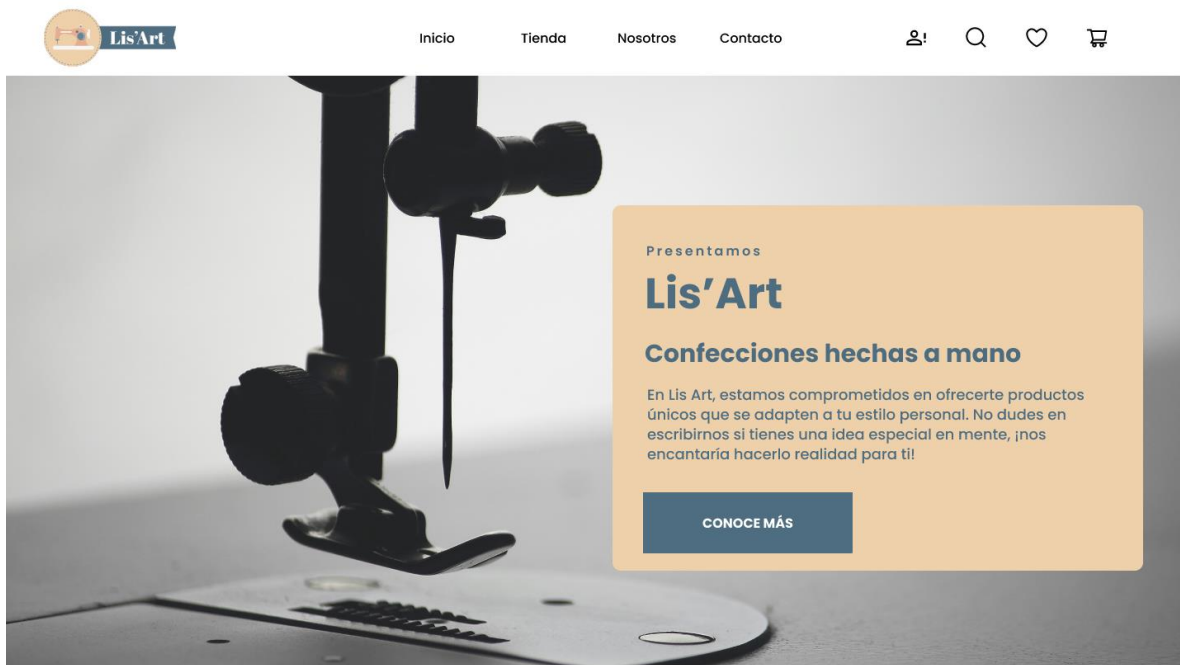 Lis'Art
Inicio Tienda Nosotros Contacto
Presentamos
Lis’Art
Confecciones hechas a mano
En Lis Art, estamos comprometidos en ofrecerte productos
únicos que se adapten a tu estilo personal. No dudes en
escribirnos si tienes una idea especial en mente, ¡nos
encantaría hacerlo realidad para ti!
CONOCE MÁS